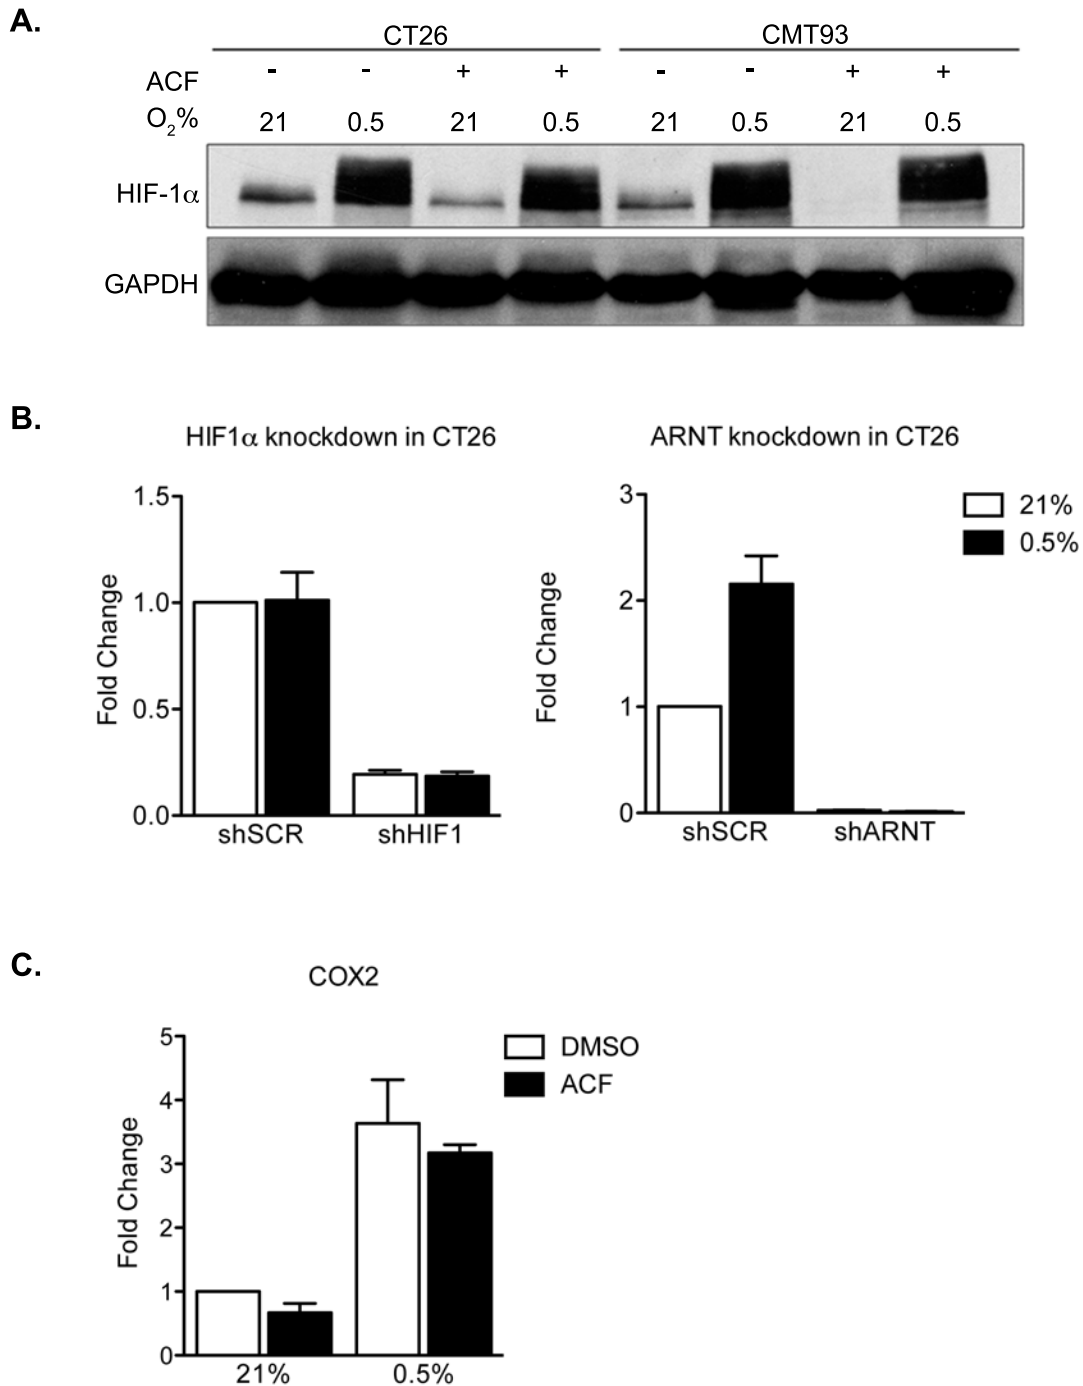 A.
CT26 CMT93
ACF - - + + - - + +
O₂% 21 0.5 21 0.5 21 0.5 21 0.5
HIF-1α
GAPDH
B.
HIF1α knockdown in CT26
Fold Change
1.5
1.0
0.5
0.0
shSCR shHIF1
ARNT knockdown in CT26
Fold Change
3
2
1
0
shSCR shARNT
21%
0.5%
C.
COX2
Fold Change
5
4
3
2
1
0
21% 0.5%
DMSO
ACF